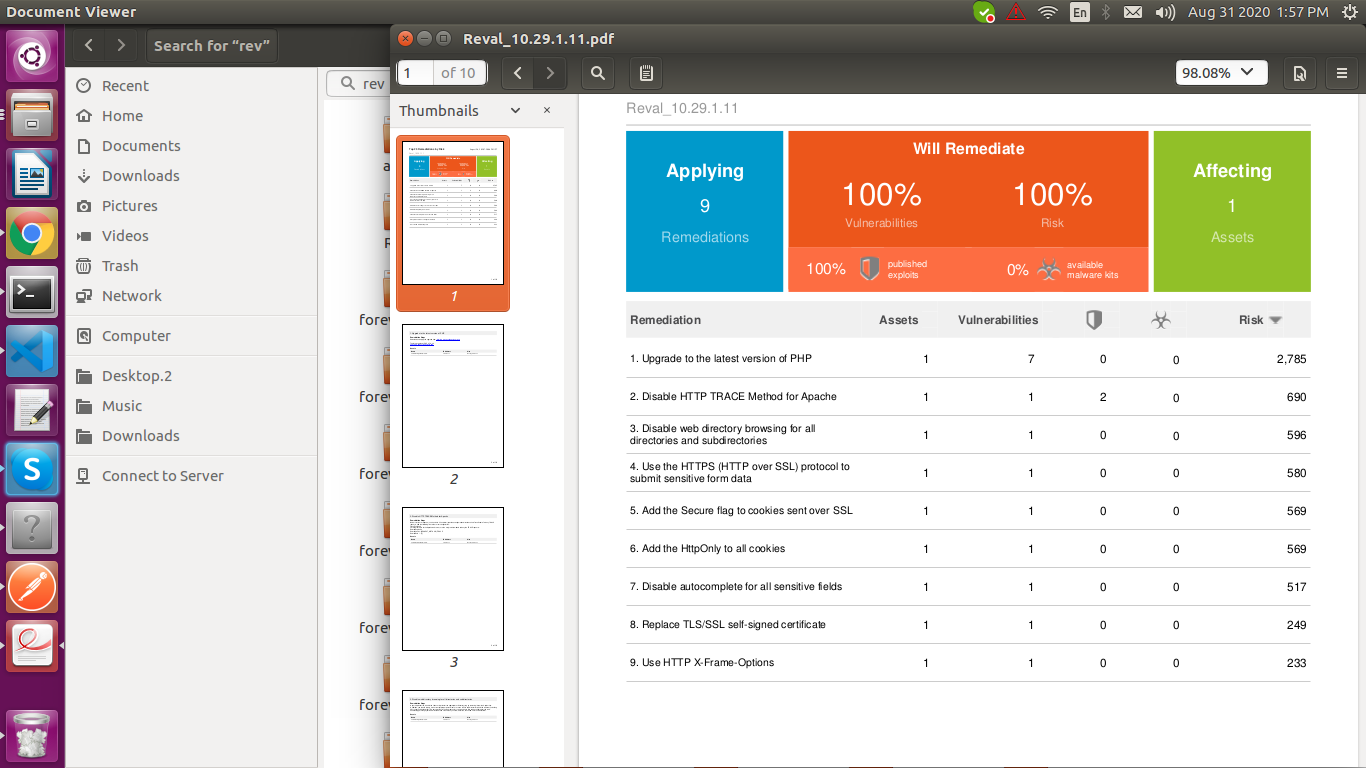 Document Viewer
En
Aug 31 2020 1:57 PM
Search for “rev”
Reval_10.29.1.11.pdf
1
of 10
98.08%
Recent
Home
Documents
Downloads
Pictures
Videos
Trash
Network
Computer
Desktop.2
Music
Downloads
Connect to Server
rev
Thumbnails
1
2
3
Reval_10.29.1.11
Applying
9
Remediations
Will Remediate
100%
Vulnerabilities
100%
Risk
100%
published
exploits
0%
available
malware kits
Affecting
1
Assets
Remediation Assets Vulnerabilities Risk
1. Upgrade to the latest version of PHP 1 7 0 0 2,785
2. Disable HTTP TRACE Method for Apache 1 1 2 0 690
3. Disable web directory browsing for all
directories and subdirectories 1 1 0 0 596
4. Use the HTTPS (HTTP over SSL) protocol to
submit sensitive form data 1 1 0 0 580
5. Add the Secure flag to cookies sent over SSL 1 1 0 0 569
6. Add the HttpOnly to all cookies 1 1 0 0 569
7. Disable autocomplete for all sensitive fields 1 1 0 0 517
8. Replace TLS/SSL self-signed certificate 1 1 0 0 249
9. Use HTTP X-Frame-Options 1 1 0 0 233